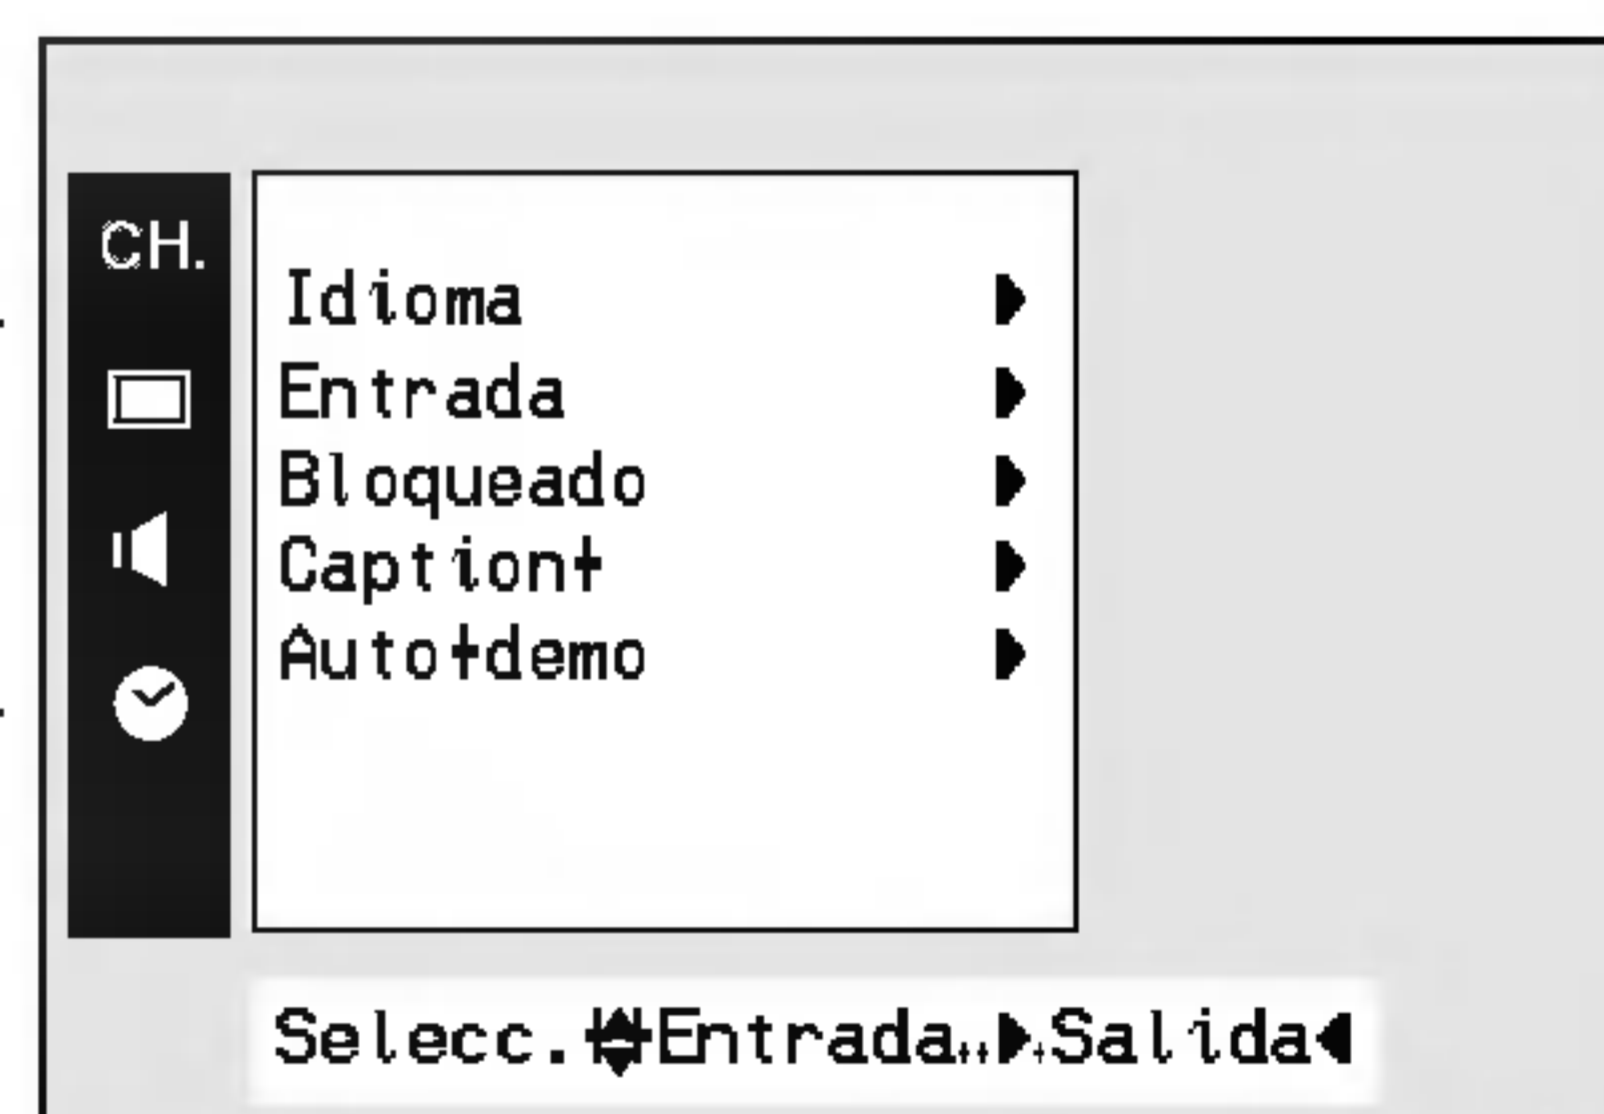 CH.
Idioma ▶
Entrada ▶
Bloqueado ▶
Caption+ ▶
Auto+demo ▶
Selecc. Entrada..▶.Salida◀